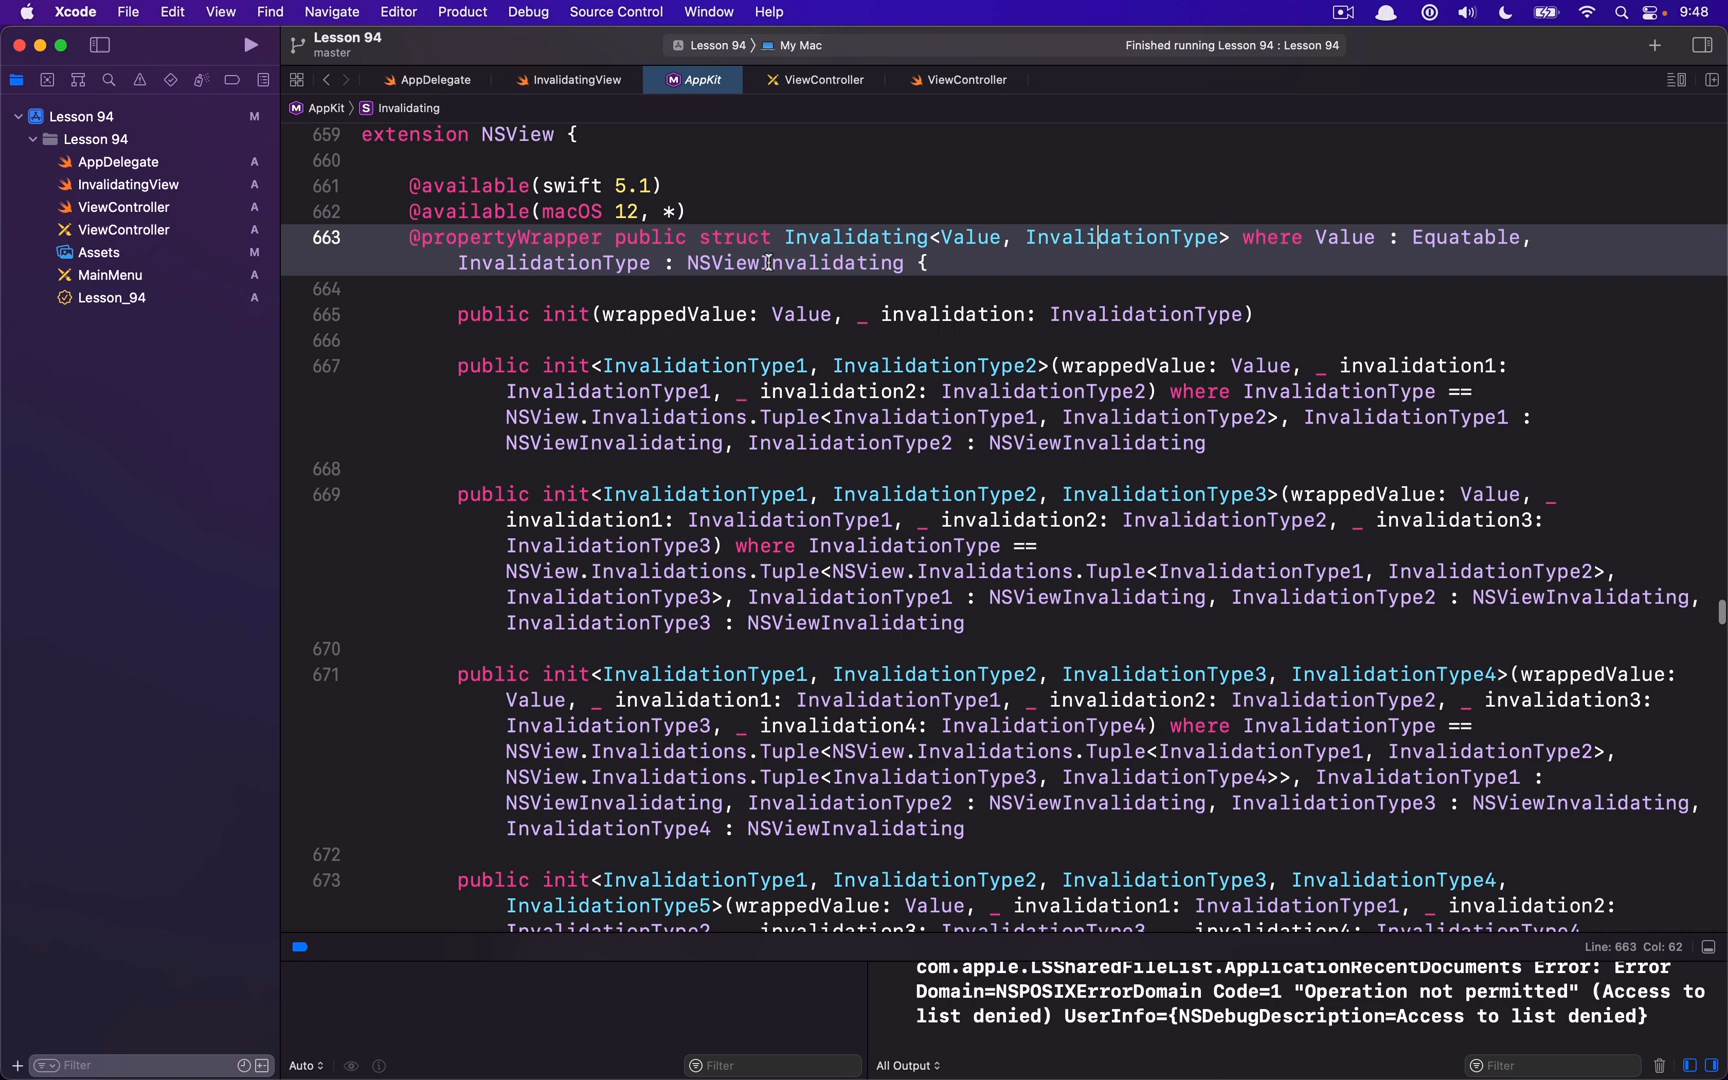 Xcode File Edit View Find Navigate Editor Product Debug Source Control Window Help 9:48
Lesson 94
master
Lesson 94 My Mac
Finished running Lesson 94 : Lesson 94
AppDelegate InvalidatingView AppKit ViewController ViewController
AppKit Invalidating
Lesson 94 M
Lesson 94
AppDelegate A
InvalidatingView A
ViewController A
ViewController A
Assets M
MainMenu A
Lesson_94 A
659 extension NSView {
660
661 @available(swift 5.1)
662 @available(macOS 12, *)
663 @propertyWrapper public struct Invalidating<Value, InvalidationType> where Value : Equatable,
InvalidationType : NSViewInvalidating {
664
665 public init(wrappedValue: Value, _ invalidation: InvalidationType)
666
667 public init<InvalidationType1, InvalidationType2>(wrappedValue: Value, _ invalidation1:
InvalidationType1, _ invalidation2: InvalidationType2) where InvalidationType ==
NSView.Invalidations.Tuple<InvalidationType1, InvalidationType2>, InvalidationType1 :
NSViewInvalidating, InvalidationType2 : NSViewInvalidating
668
669 public init<InvalidationType1, InvalidationType2, InvalidationType3>(wrappedValue: Value, _
invalidation1: InvalidationType1, _ invalidation2: InvalidationType2, _ invalidation3:
InvalidationType3) where InvalidationType ==
NSView.Invalidations.Tuple<NSView.Invalidations.Tuple<InvalidationType1, InvalidationType2>,
InvalidationType3>, InvalidationType1 : NSViewInvalidating, InvalidationType2 : NSViewInvalidating,
InvalidationType3 : NSViewInvalidating
670
671 public init<InvalidationType1, InvalidationType2, InvalidationType3, InvalidationType4>(wrappedValue:
Value, _ invalidation1: InvalidationType1, _ invalidation2: InvalidationType2, _ invalidation3:
InvalidationType3, _ invalidation4: InvalidationType4) where InvalidationType ==
NSView.Invalidations.Tuple<NSView.Invalidations.Tuple<InvalidationType1, InvalidationType2>,
NSView.Invalidations.Tuple<InvalidationType3, InvalidationType4>>, InvalidationType1 :
NSViewInvalidating, InvalidationType2 : NSViewInvalidating, InvalidationType3 : NSViewInvalidating,
InvalidationType4 : NSViewInvalidating
672
673 public init<InvalidationType1, InvalidationType2, InvalidationType3, InvalidationType4,
InvalidationType5>(wrappedValue: Value, _ invalidation1: InvalidationType1, _ invalidation2:
InvalidationType2, _ invalidation3: InvalidationType3, _ invalidation4: InvalidationType4
Line: 663 Col: 62
com.apple.LSSharedFileList.ApplicationRecentDocuments Error: Error
Domain=NSPOSIXErrorDomain Code=1 "Operation not permitted" (Access to
list denied) UserInfo={NSDebugDescription=Access to list denied}
Filter
Auto
Filter
All Output
Filter